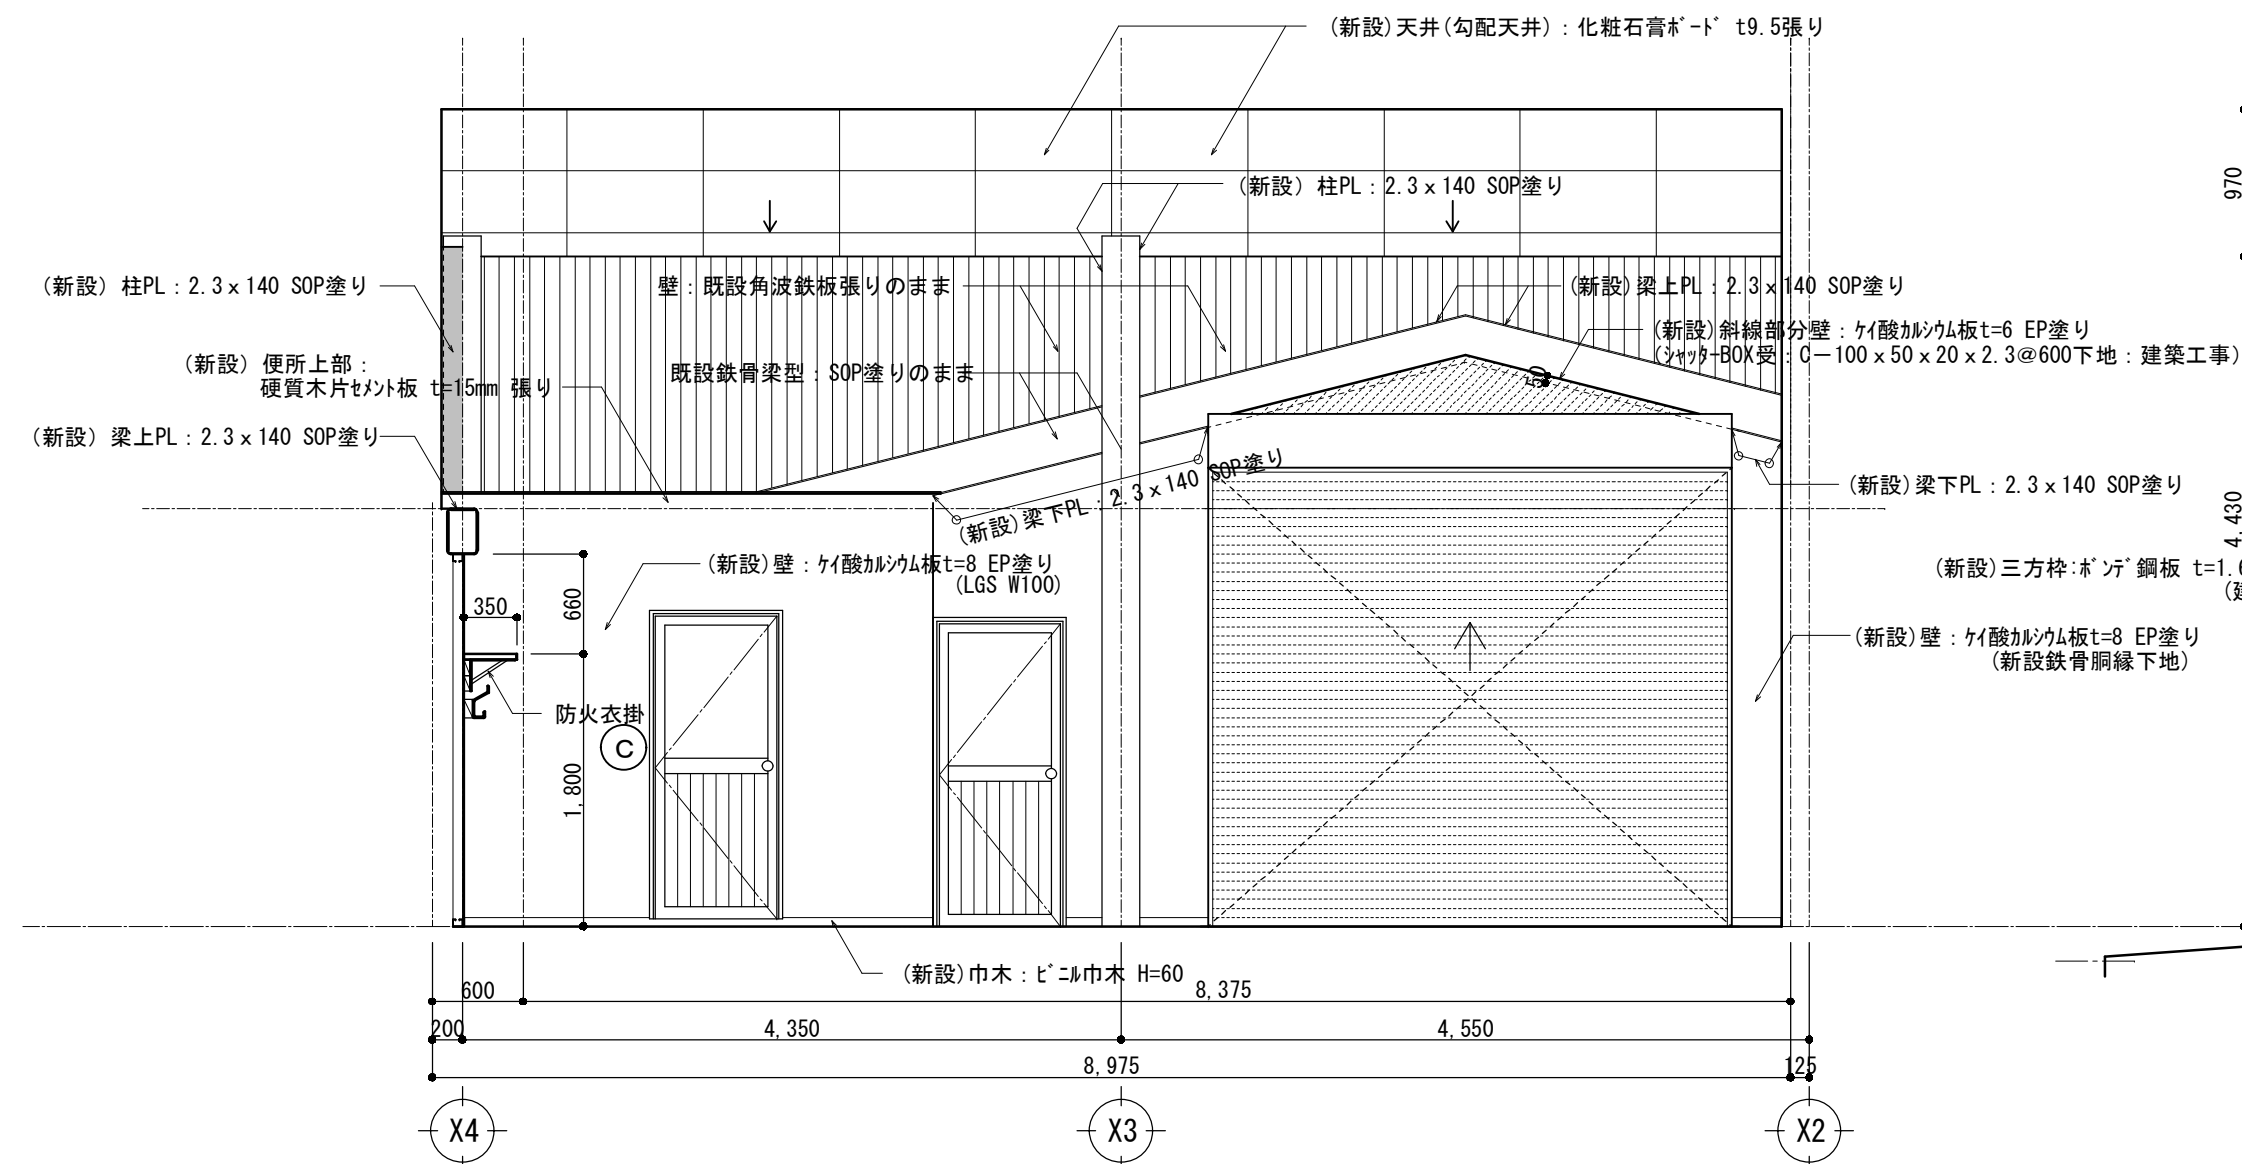 (新設)天井(勾配天井)：化粧石膏ﾎﾞｰﾄﾞ t9.5張り
970
(新設) 柱PL：2.3ｘ140 SOP塗り
(新設) 柱PL：2.3ｘ140 SOP塗り
壁：既設角波鉄板張りのまま
(新設)梁上PL：2.3ｘ140 SOP塗り
(新設)斜線部分壁：ｹｲ酸ｶﾙｼｳﾑ板t=6 EP塗り
(ｼｬｯﾀｰBOX受：C－100ｘ50ｘ20ｘ2.3@600下地：建築工事)
(新設) 便所上部：
硬質木片ｾﾒﾝﾄ板 t=15mm 張り
既設鉄骨梁型：SOP塗りのまま
50
(新設) 梁上PL：2.3ｘ140 SOP塗り
(新設)梁下PL：2.3ｘ140 SOP塗り
(新設)梁下PL：2.3ｘ140 SOP塗り
4,430
(新設)壁：ｹｲ酸ｶﾙｼｳﾑ板t=8 EP塗り
(LGS W100)
(新設)三方枠:ﾎﾞﾝﾃﾞ鋼板 t=1.6
(建
350
660
(新設)壁：ｹｲ酸ｶﾙｼｳﾑ板t=8 EP塗り
(新設鉄骨胴縁下地)
防火衣掛
C
1,800
(新設)巾木：ﾋﾞﾆﾙ巾木 H=60
600
8,375
200
4,350
4,550
8,975
125
X4
X3
X2